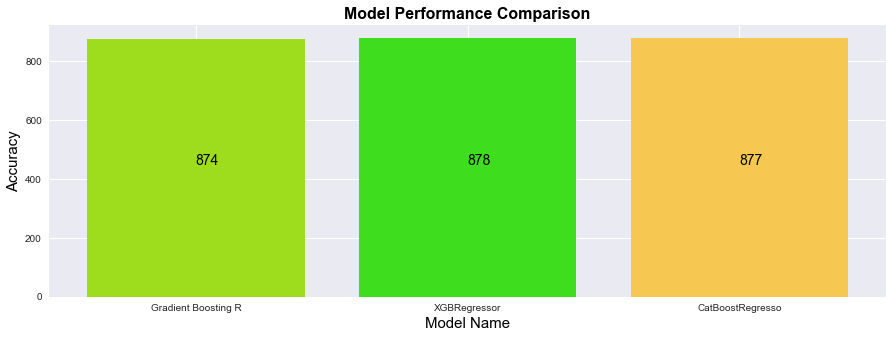 Model Performance Comparison
Accuracy
800
600
400
200
0
874
878
877
Gradient Boosting R
XGBRegressor
CatBoostRegresso
Model Name